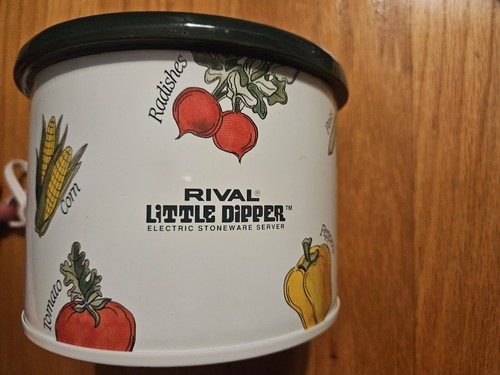 Radishes
Corn
RIVAL®
LiTTLE DiPPER™
ELECTRIC STONEWARE SERVER
Tomato